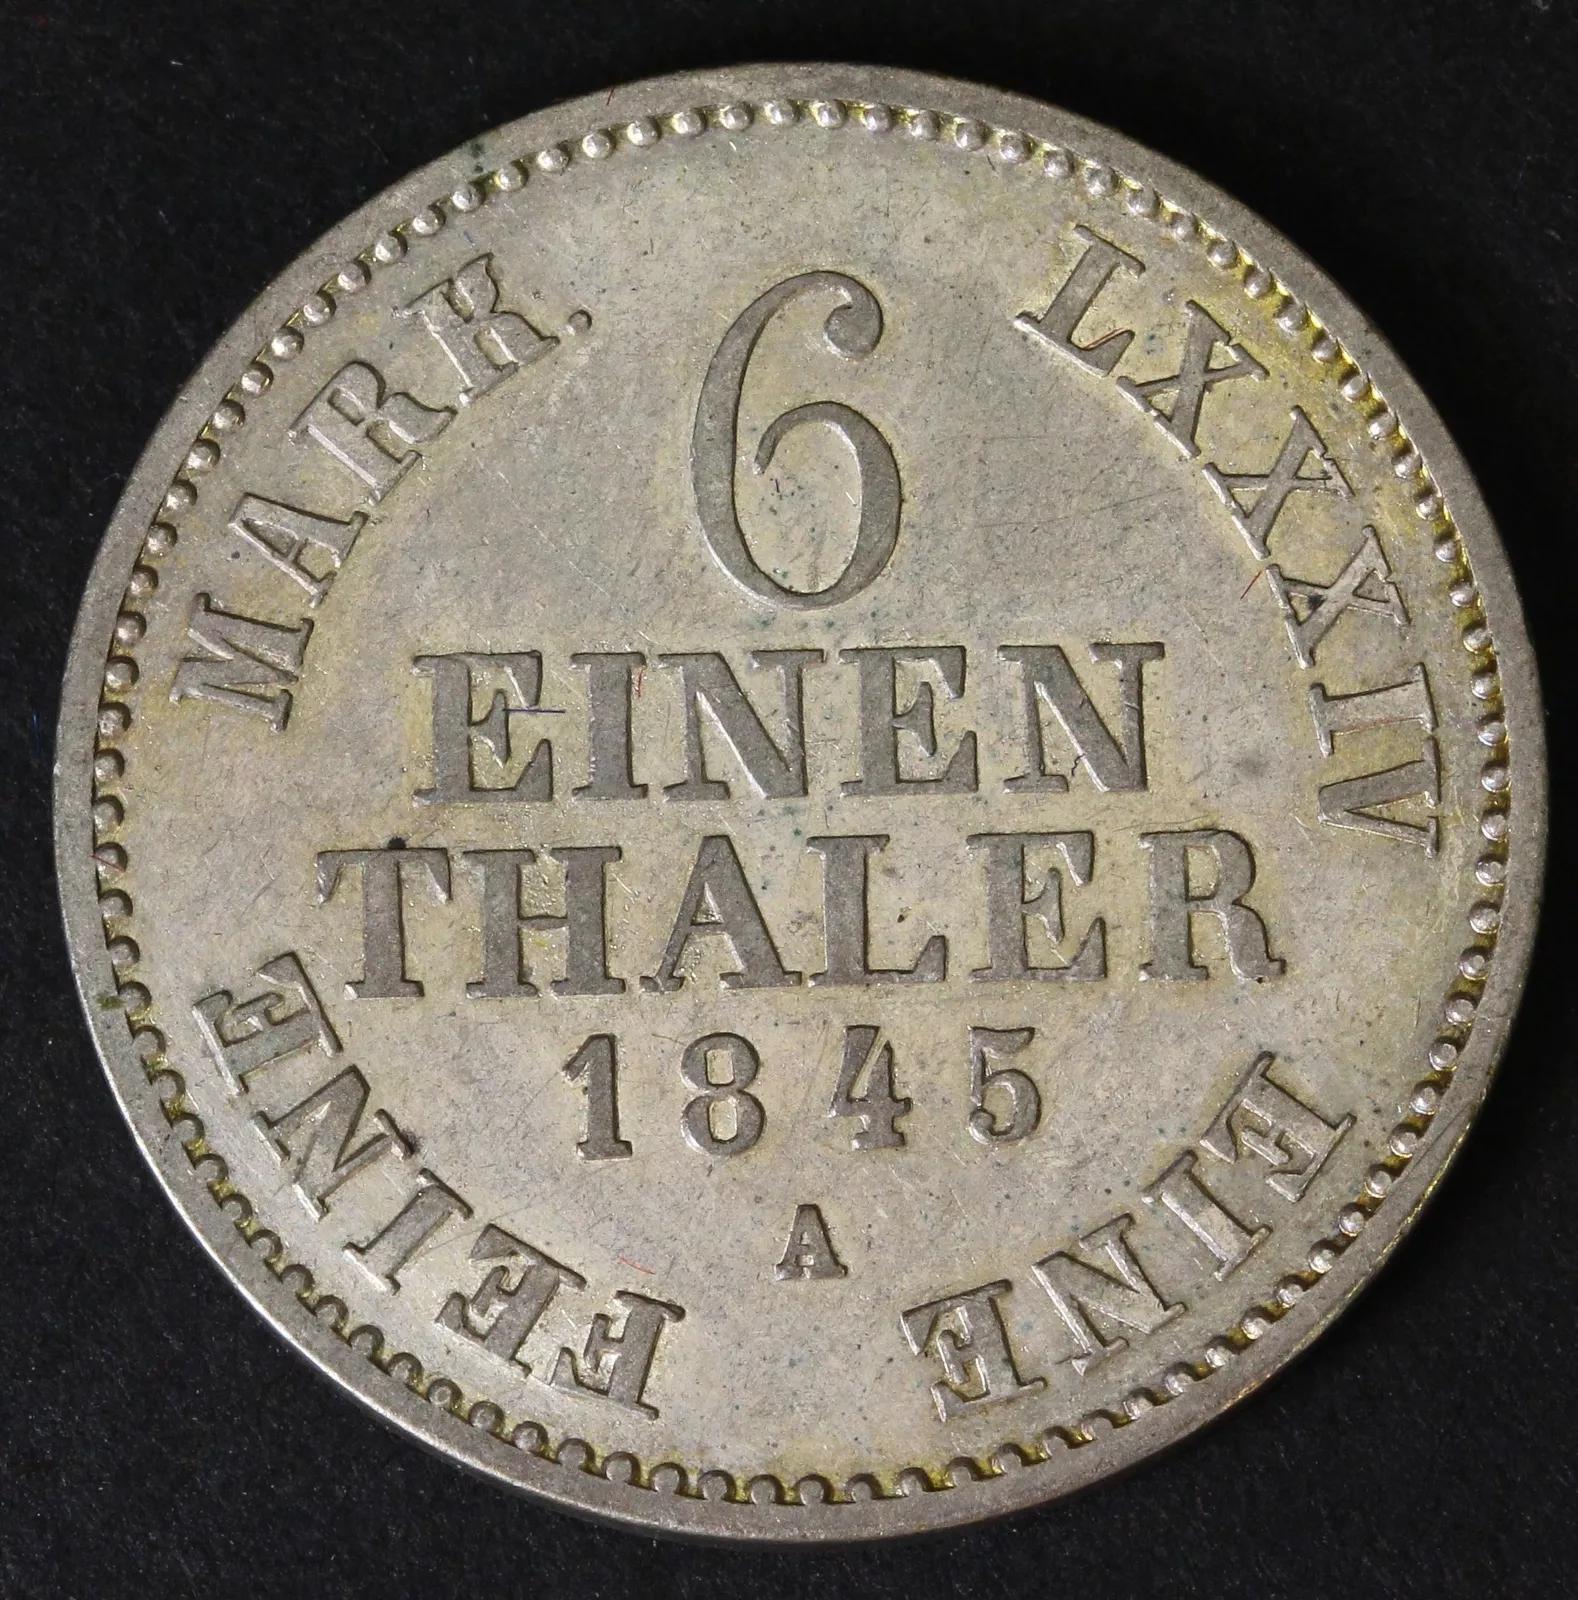 6
EINEN
THALER
1845
A
LXXXIV EINE FEINE MARK.